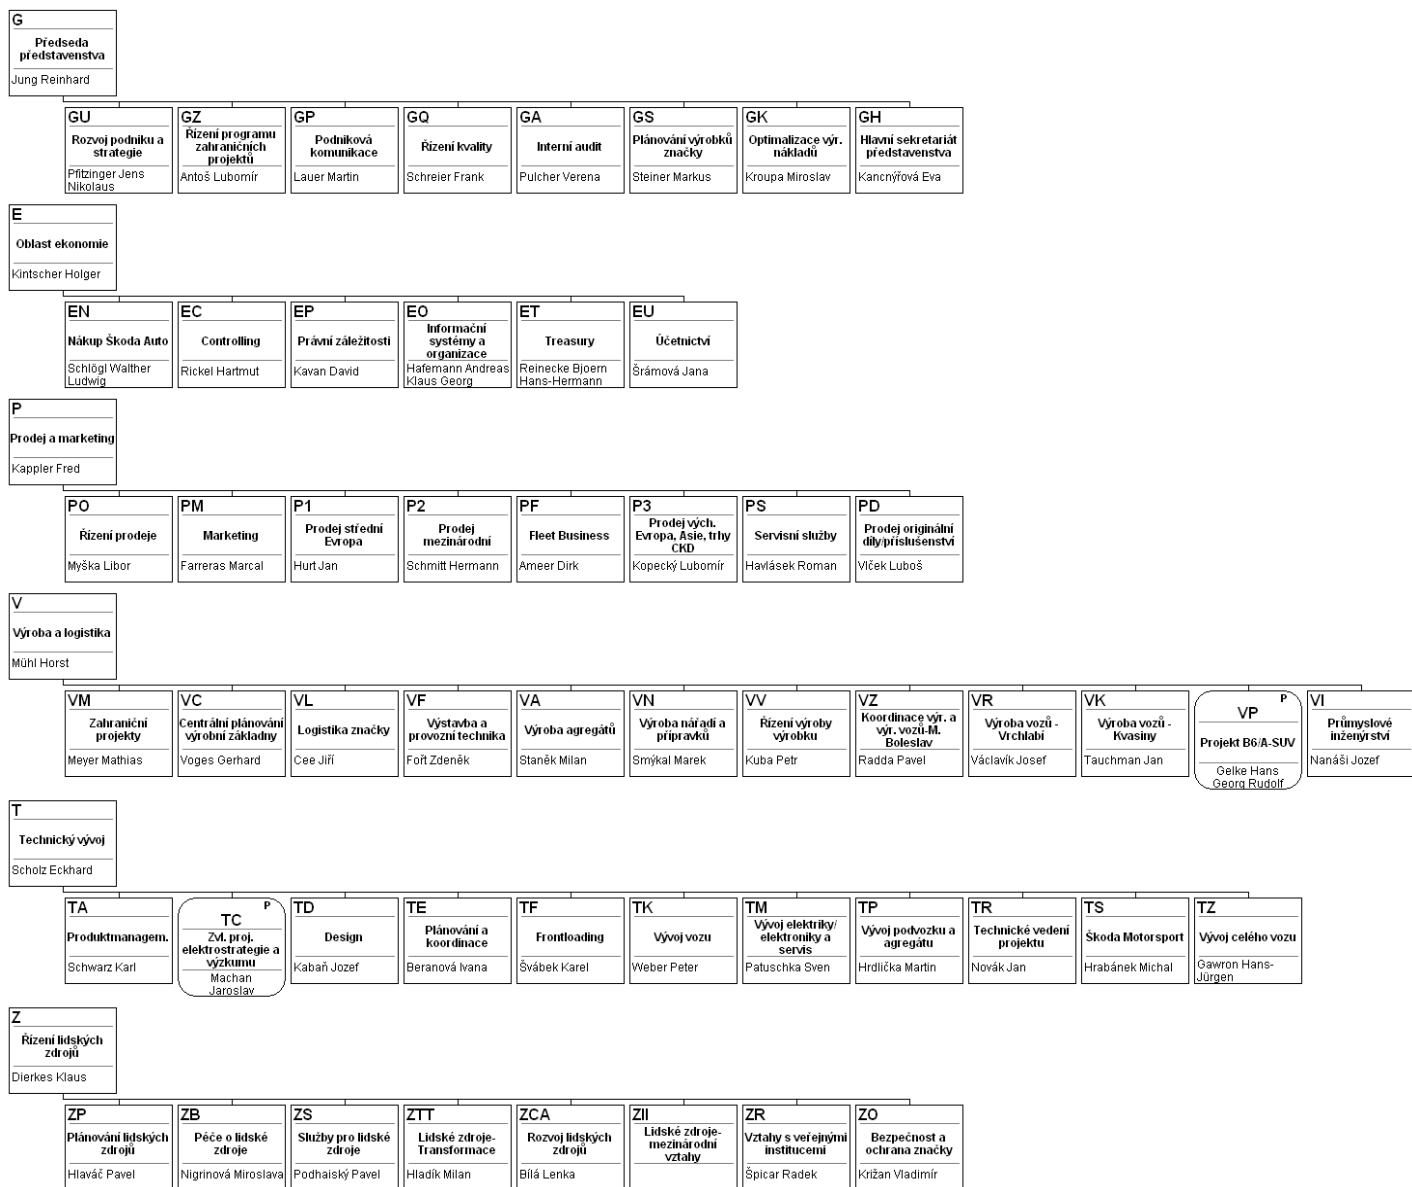 G
Předseda
představenstva
Jung Reinhard
GU
Rozvoj podniku a
strategie
Pfitzinger Jens
Nikolaus
GZ
Řízení programu
zahraničních
projektů
Antoš Lubomír
GP
Podniková
komunikace
Lauer Martin
GQ
Řízení kvality
Schreier Frank
GA
Interní audit
Pulcher Verena
GS
Plánování výrobků
značky
Steiner Markus
GK
Optimalizace výr.
nákladů
Kroupa Miroslav
GH
Hlavní sekretariát
představenstva
Kancnýřová Eva
E
Oblast ekonomie
Kintscher Holger
EN
Nákup Škoda Auto
Schlögl Walther
Ludwig
EC
Controlling
Rickel Hartmut
EP
Právní záležitosti
Kavan David
EO
Informační
systémy a
organizace
Hafemann Andreas
Klaus Georg
ET
Treasury
Reinecke Bjoern
Hans-Hermann
EU
Účetnictví
Šrámová Jana
P
Prodej a marketing
Kappler Fred
PO
Řízení prodeje
Myška Libor
PM
Marketing
Farreras Marcal
P1
Prodej střední
Evropa
Hurt Jan
P2
Prodej
mezinárodní
Schmitt Hermann
PF
Fleet Business
Ameer Dirk
P3
Prodej vých.
Evropa, Asie, trhy
CKD
Kopecký Lubomír
PS
Servisní služby
Havlásek Roman
PD
Prodej originální
díly/příslušenství
Vlček Luboš
V
Výroba a logistika
Mühl Horst
VM
Zahraniční
projekty
Meyer Mathias
VC
Centrální plánování
výrobní základny
Voges Gerhard
VL
Logistika značky
Cee Jiří
VF
Výstavba a
provozní technika
Fořt Zdeněk
VA
Výroba agregátů
Staněk Milan
VN
Výroba nářadí a
přípravků
Smýkal Marek
VV
Řízení výroby
výrobku
Kuba Petr
VZ
Koordinace výr. a
výr. vozů-M.
Boleslav
Radda Pavel
VR
Výroba vozů -
Vrchlabí
Václavík Josef
VK
Výroba vozů -
Kvasiny
Tauchman Jan
P
VP
Projekt B6/A-SUV
Gelke Hans
Georg Rudolf
VI
Průmyslové
inženýrství
Nanáši Jozef
T
Technický vývoj
Scholz Eckhard
TA
Produktmanagem.
Schwarz Karl
P
TC
Zvl. proj.
elektrostrategie a
výzkumu
Machan
Jaroslav
TD
Design
Kabaň Jozef
TE
Plánování a
koordinace
Beranová Ivana
TF
Frontloading
Švábek Karel
TK
Vývoj vozu
Weber Peter
TM
Vývoj elektriky/
elektroniky a
servis
Patuschka Sven
TP
Vývoj podvozku a
agregátu
Hrdlička Martin
TR
Technické vedení
projektu
Novák Jan
TS
Škoda Motorsport
Hrabánek Michal
TZ
Vývoj celého vozu
Gawron Hans-
Jürgen
Z
Řízení lidských
zdrojů
Dierkes Klaus
ZP
Plánování lidských
zdrojů
Hlaváč Pavel
ZB
Péče o lidské
zdroje
Nigrinová Miroslava
ZS
Služby pro lidské
zdroje
Podhaiský Pavel
ZTT
Lidské zdroje-
Transformace
Hladík Milan
ZCA
Rozvoj lidských
zdrojů
Bílá Lenka
ZII
Lidské zdroje-
mezinárodní
vztahy
ZR
Vztahy s veřejnými
institucemi
Špicar Radek
ZO
Bezpečnost a
ochrana značky
Križan Vladimír